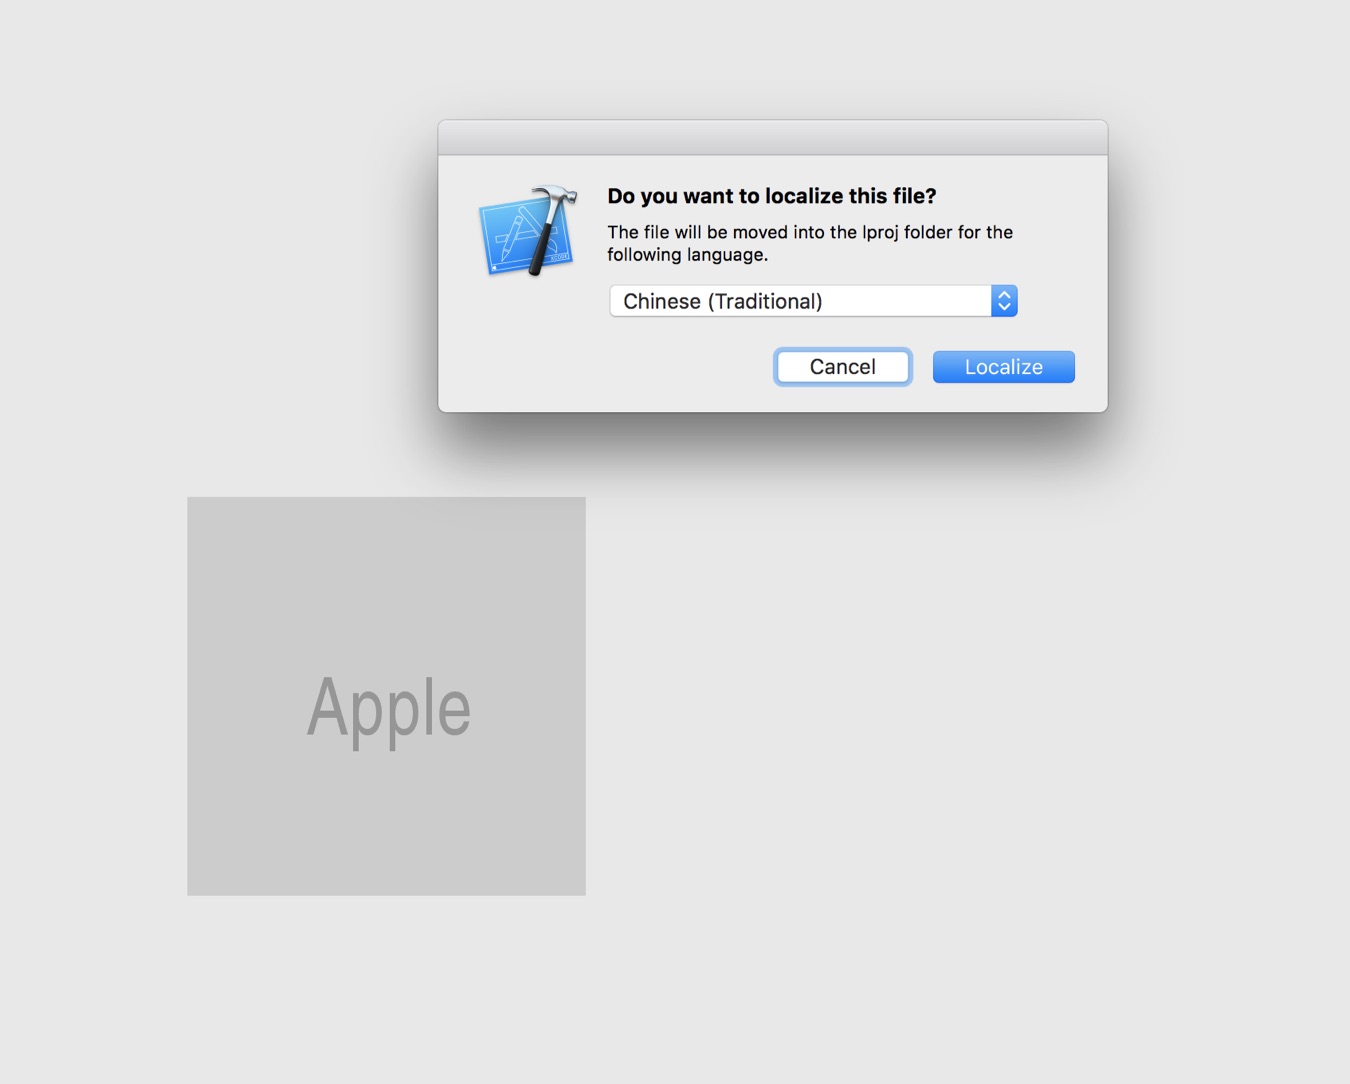 Do you want to localize this file?
The file will be moved into the lproj folder for the
following language.
Chinese (Traditional)
Cancel
Localize
Apple